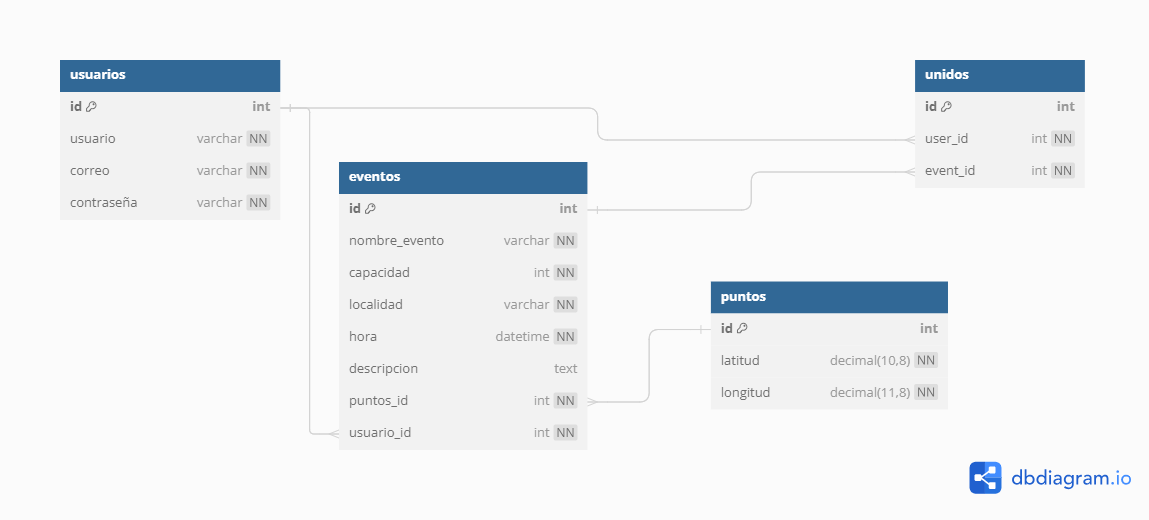 usuarios
id int
usuario varchar NN
correo varchar NN
contraseña varchar NN
eventos
id int
nombre_evento varchar NN
capacidad int NN
localidad varchar NN
hora datetime NN
descripcion text
puntos_id int NN
usuario_id int NN
unidos
id int
user_id int NN
event_id int NN
puntos
id int
latitud decimal(10,8) NN
longitud decimal(11,8) NN
dbdiagram.io